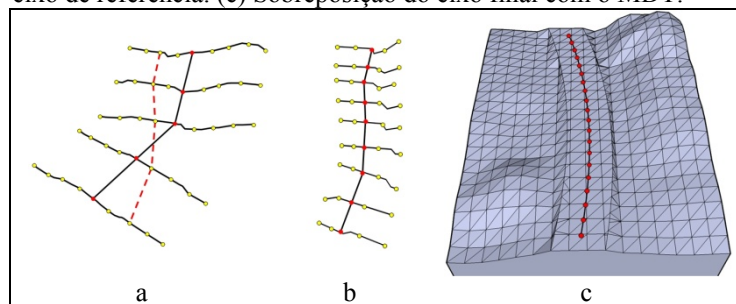 eixo de referência. (c) Sobreposição do eixo final com o MDT.
a b c